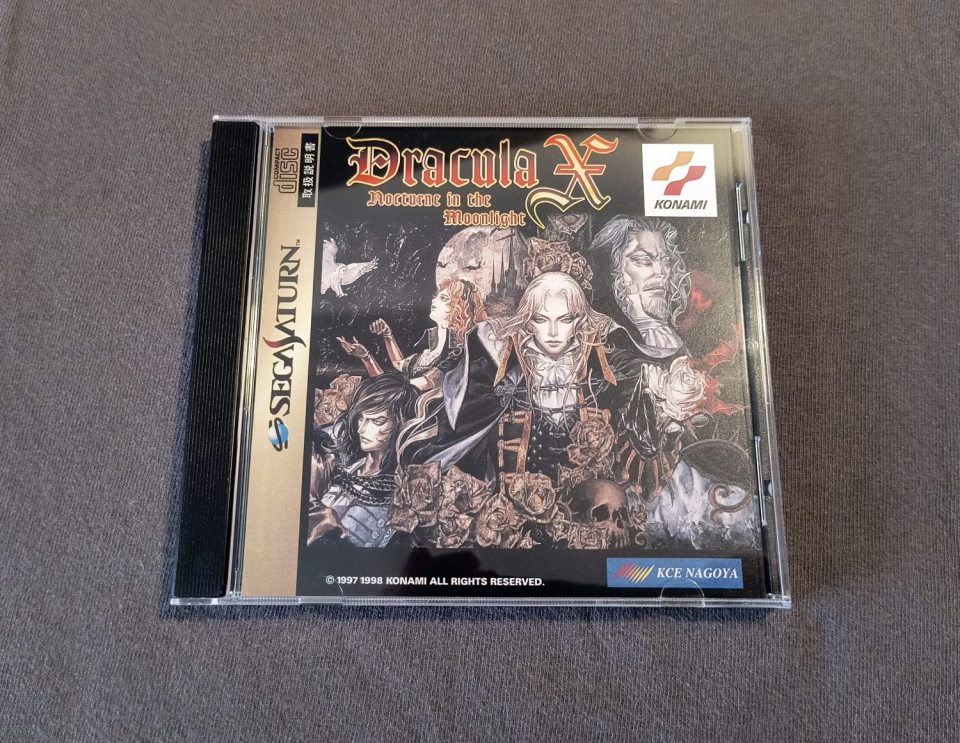 COMPACT
disc
取扱説明書
SEGA SATURN™
Dracula X
Nocturne in the
Moonlight
KONAMI
© 1997 1998 KONAMI ALL RIGHTS RESERVED.
KCE NAGOYA